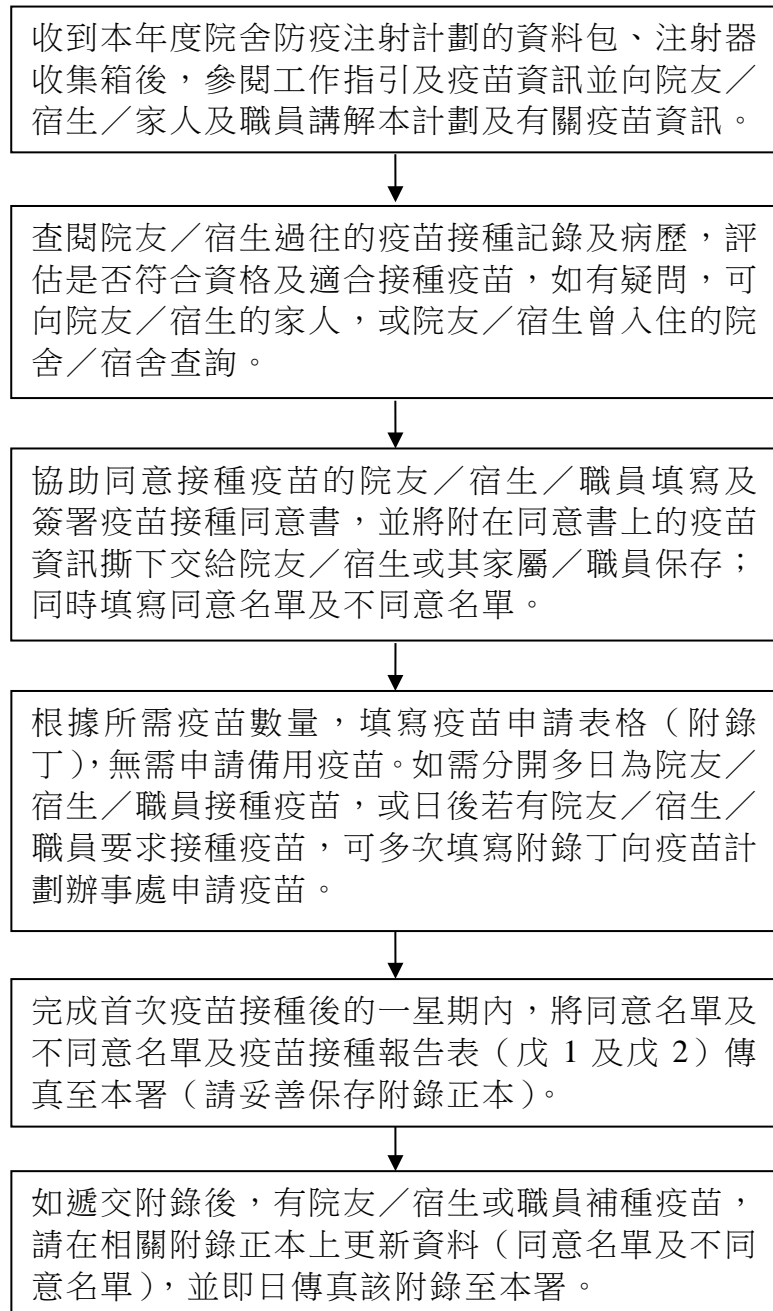 收到本年度院舍防疫注射計劃的資料包、注射器
收集箱後，參閱工作指引及疫苗資訊並向院友／
宿生／家人及職員講解本計劃及有關疫苗資訊。
查閱院友／宿生過往的疫苗接種記錄及病歷，評
估是否符合資格及適合接種疫苗，如有疑問，可
向院友／宿生的家人，或院友／宿生曾入住的院
舍／宿舍查詢。
協助同意接種疫苗的院友／宿生／職員填寫及
簽署疫苗接種同意書，並將附在同意書上的疫苗
資訊撕下交給院友／宿生或其家屬／職員保存；
同時填寫同意名單及不同意名單。
根據所需疫苗數量，填寫疫苗申請表格（附錄
丁），無需申請備用疫苗。如需分開多日為院友／
宿生／職員接種疫苗，或日後若有院友／宿生／
職員要求接種疫苗，可多次填寫附錄丁向疫苗計
劃辦事處申請疫苗。
完成首次疫苗接種後的一星期內，將同意名單及
不同意名單及疫苗接種報告表（戊 1 及戊 2）傳
真至本署（請妥善保存附錄正本）。
如遞交附錄後，有院友／宿生或職員補種疫苗，
請在相關附錄正本上更新資料（同意名單及不同
意名單），並即日傳真該附錄至本署。